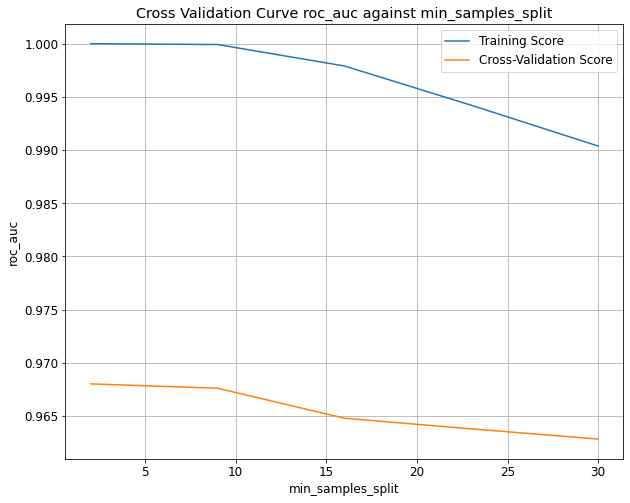 Cross Validation Curve roc_auc against min_samples_split
Training Score
Cross-Validation Score
1.000
0.995
0.990
0.985
0.980
0.975
0.970
0.965
roc_auc
5
10
15
20
25
30
min_samples_split